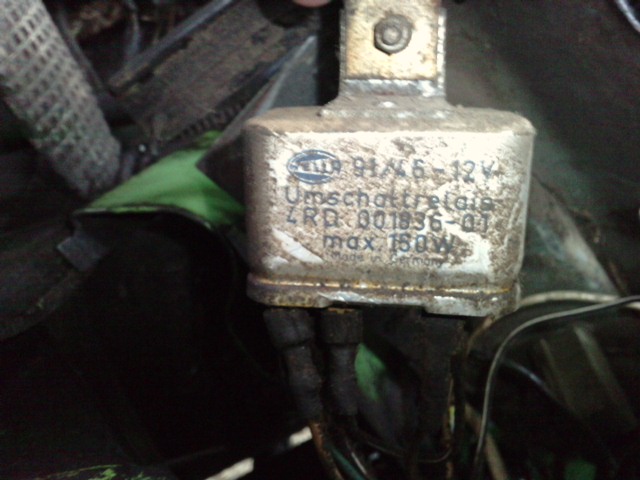 HELLA 91/46-12V
Umschaltrelais
4RD 001836-01
max 150W
Made in Germany